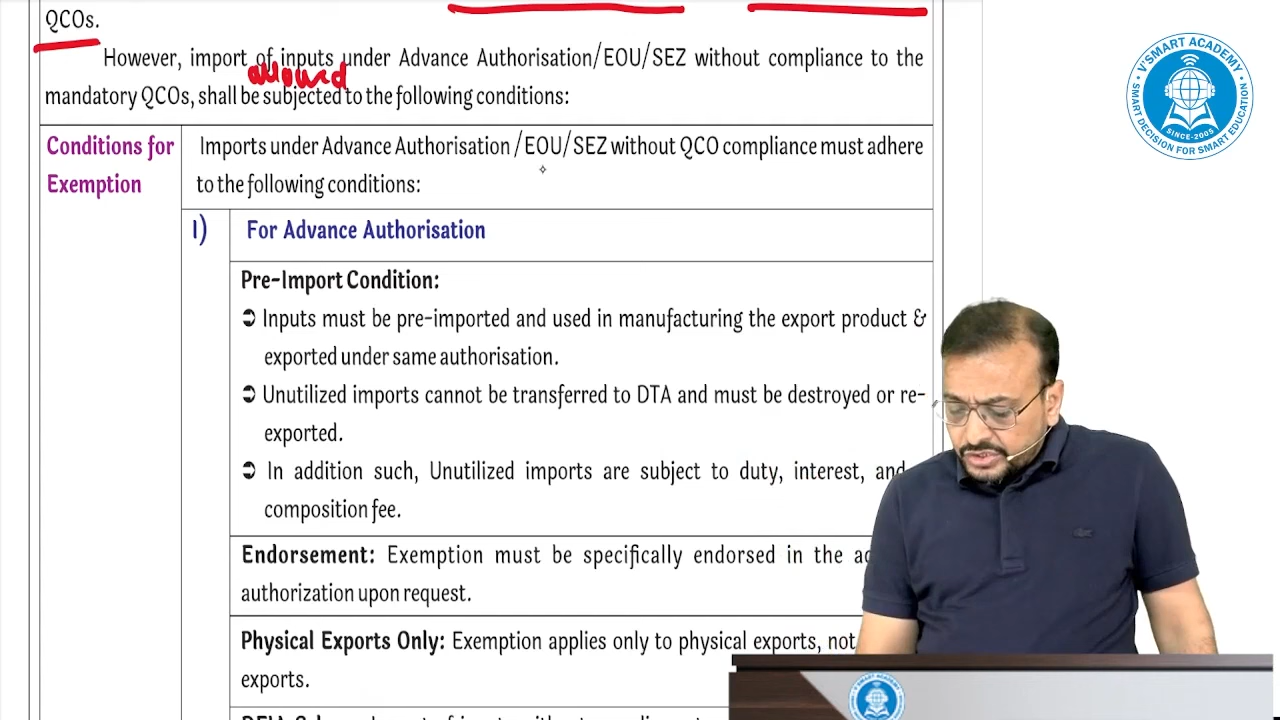 QCOs.
However, import of inputs under Advance Authorisation/EOU/SEZ without compliance to the
allowed
mandatory QCOs, shall be subjected to the following conditions:
Conditions for
Exemption
Imports under Advance Authorisation /EOU/SEZ without QCO compliance must adhere
to the following conditions:
1) For Advance Authorisation
Pre-Import Condition:
➲ Inputs must be pre-imported and used in manufacturing the export product &
exported under same authorisation.
➲ Unutilized imports cannot be transferred to DTA and must be destroyed or re-
exported.
➲ In addition such, Unutilized imports are subject to duty, interest, and
composition fee.
Endorsement: Exemption must be specifically endorsed in the
authorization upon request.
Physical Exports Only: Exemption applies only to physical exports, not
exports.
V'SMART ACADEMY
SMART DECISION FOR SMART EDUCATION
SINCE-2005